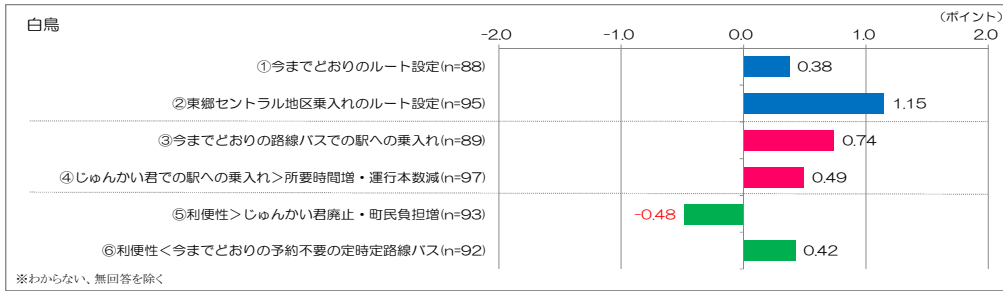 白鳥
（ポイント）
-2.0 -1.0 0.0 1.0 2.0
①今までどおりのルート設定(n=88) 0.38
②東郷セントラル地区乗入れのルート設定(n=95) 1.15
③今までどおりの路線バスでの駅への乗入れ(n=89) 0.74
④じゅんかい君での駅への乗入れ＞所要時間増・運行本数減(n=97) 0.49
⑤利便性＞じゅんかい君廃止・町民負担増(n=93) -0.48
⑥利便性＜今までどおりの予約不要の定時定路線バス(n=92) 0.42
※わからない、無回答を除く